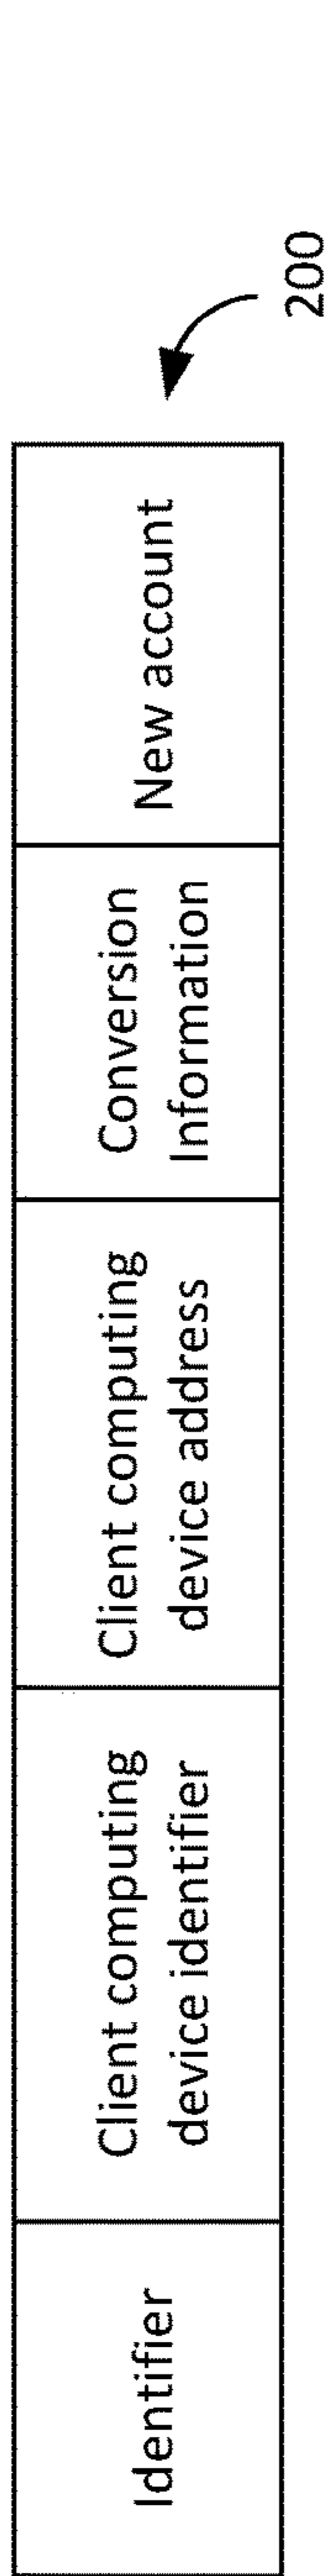 Identifier
Client computing
device identifier
Client computing
device address
Conversion
Information
New account
200